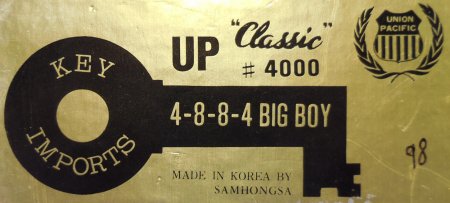 KEY
IMPORTS
UP "Classic"
# 4000
UNION
PACIFIC
4-8-8-4 BIG BOY
MADE IN KOREA BY
SAMHONGSA
98